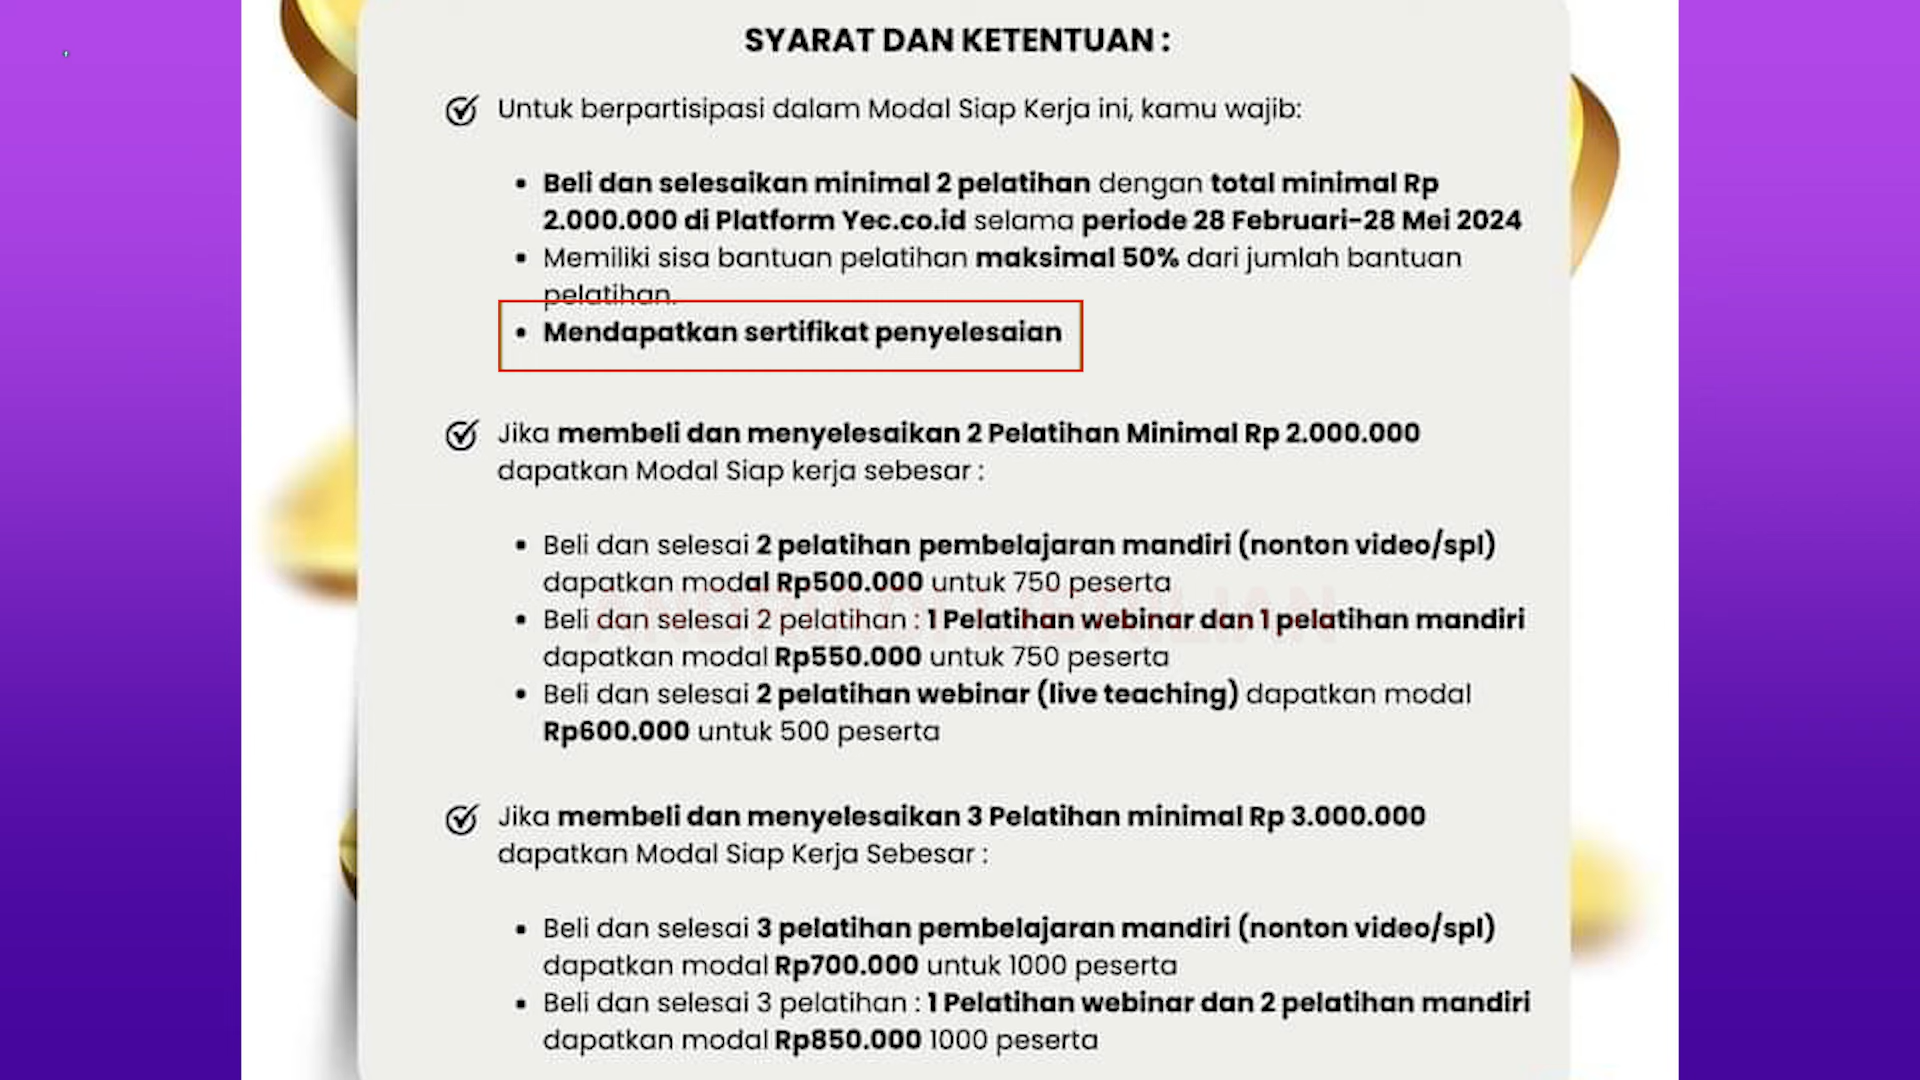 SYARAT DAN KETENTUAN :
Untuk berpartisipasi dalam Modal Siap Kerja ini, kamu wajib:
• Beli dan selesaikan minimal 2 pelatihan dengan total minimal Rp
2.000.000 di Platform Yec.co.id selama periode 28 Februari-28 Mei 2024
• Memiliki sisa bantuan pelatihan maksimal 50% dari jumlah bantuan
pelatihan.
• Mendapatkan sertifikat penyelesaian
Jika membeli dan menyelesaikan 2 Pelatihan Minimal Rp 2.000.000
dapatkan Modal Siap kerja sebesar :
• Beli dan selesai 2 pelatihan pembelajaran mandiri (nonton video/spl)
dapatkan modal Rp500.000 untuk 750 peserta
• Beli dan selesai 2 pelatihan : 1 Pelatihan webinar dan 1 pelatihan mandiri
dapatkan modal Rp550.000 untuk 750 peserta
• Beli dan selesai 2 pelatihan webinar (live teaching) dapatkan modal
Rp600.000 untuk 500 peserta
Jika membeli dan menyelesaikan 3 Pelatihan minimal Rp 3.000.000
dapatkan Modal Siap Kerja Sebesar :
• Beli dan selesai 3 pelatihan pembelajaran mandiri (nonton video/spl)
dapatkan modal Rp700.000 untuk 1000 peserta
• Beli dan selesai 3 pelatihan : 1 Pelatihan webinar dan 2 pelatihan mandiri
dapatkan modal Rp850.000 1000 peserta